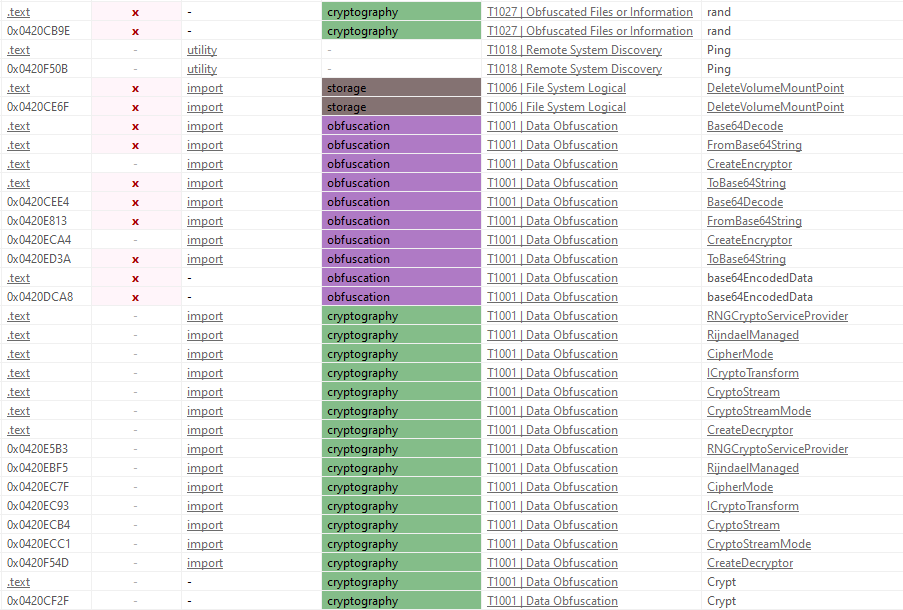 .text x - cryptography T1027 | Obfuscated Files or Information rand
0x0420CB9E x - cryptography T1027 | Obfuscated Files or Information rand
.text - utility - T1018 | Remote System Discovery Ping
0x0420F50B - utility - T1018 | Remote System Discovery Ping
.text x import storage T1006 | File System Logical DeleteVolumeMountPoint
0x0420CE6F x import storage T1006 | File System Logical DeleteVolumeMountPoint
.text x import obfuscation T1001 | Data Obfuscation Base64Decode
.text x import obfuscation T1001 | Data Obfuscation FromBase64String
.text - import obfuscation T1001 | Data Obfuscation CreateEncryptor
.text x import obfuscation T1001 | Data Obfuscation ToBase64String
0x0420CEE4 x import obfuscation T1001 | Data Obfuscation Base64Decode
0x0420E813 x import obfuscation T1001 | Data Obfuscation FromBase64String
0x0420ECA4 - import obfuscation T1001 | Data Obfuscation CreateEncryptor
0x0420ED3A x import obfuscation T1001 | Data Obfuscation ToBase64String
.text x - obfuscation T1001 | Data Obfuscation base64EncodedData
0x0420DCA8 x - obfuscation T1001 | Data Obfuscation base64EncodedData
.text - import cryptography T1001 | Data Obfuscation RNGCryptoServiceProvider
.text - import cryptography T1001 | Data Obfuscation RijndaelManaged
.text - import cryptography T1001 | Data Obfuscation CipherMode
.text - import cryptography T1001 | Data Obfuscation ICryptoTransform
.text - import cryptography T1001 | Data Obfuscation CryptoStream
.text - import cryptography T1001 | Data Obfuscation CryptoStreamMode
.text - import cryptography T1001 | Data Obfuscation CreateDecryptor
0x0420E5B3 - import cryptography T1001 | Data Obfuscation RNGCryptoServiceProvider
0x0420EBF5 - import cryptography T1001 | Data Obfuscation RijndaelManaged
0x0420EC7F - import cryptography T1001 | Data Obfuscation CipherMode
0x0420EC93 - import cryptography T1001 | Data Obfuscation ICryptoTransform
0x0420ECB4 - import cryptography T1001 | Data Obfuscation CryptoStream
0x0420ECC1 - import cryptography T1001 | Data Obfuscation CryptoStreamMode
0x0420F54D - import cryptography T1001 | Data Obfuscation CreateDecryptor
.text - - cryptography T1001 | Data Obfuscation Crypt
0x0420CF2F - - cryptography T1001 | Data Obfuscation Crypt